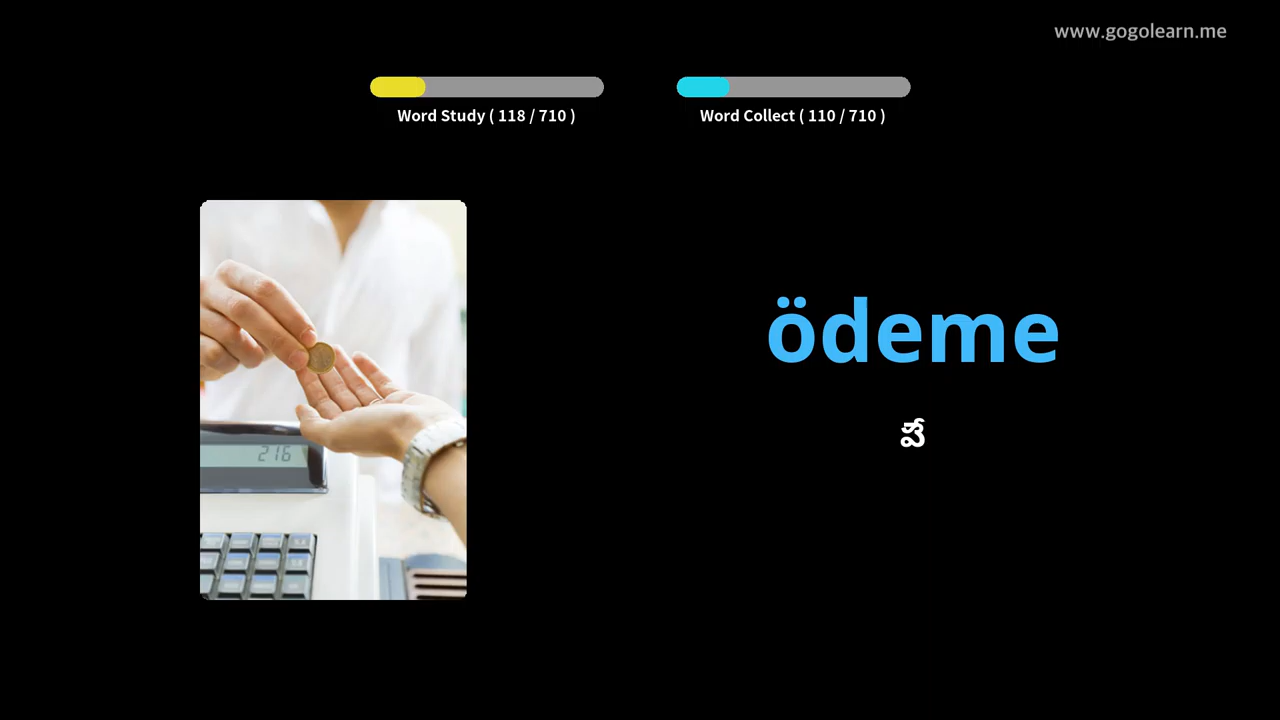 www.gogolearn.me
Word Study ( 118 / 710 )
Word Collect ( 110 / 710 )
216
ödeme
పే